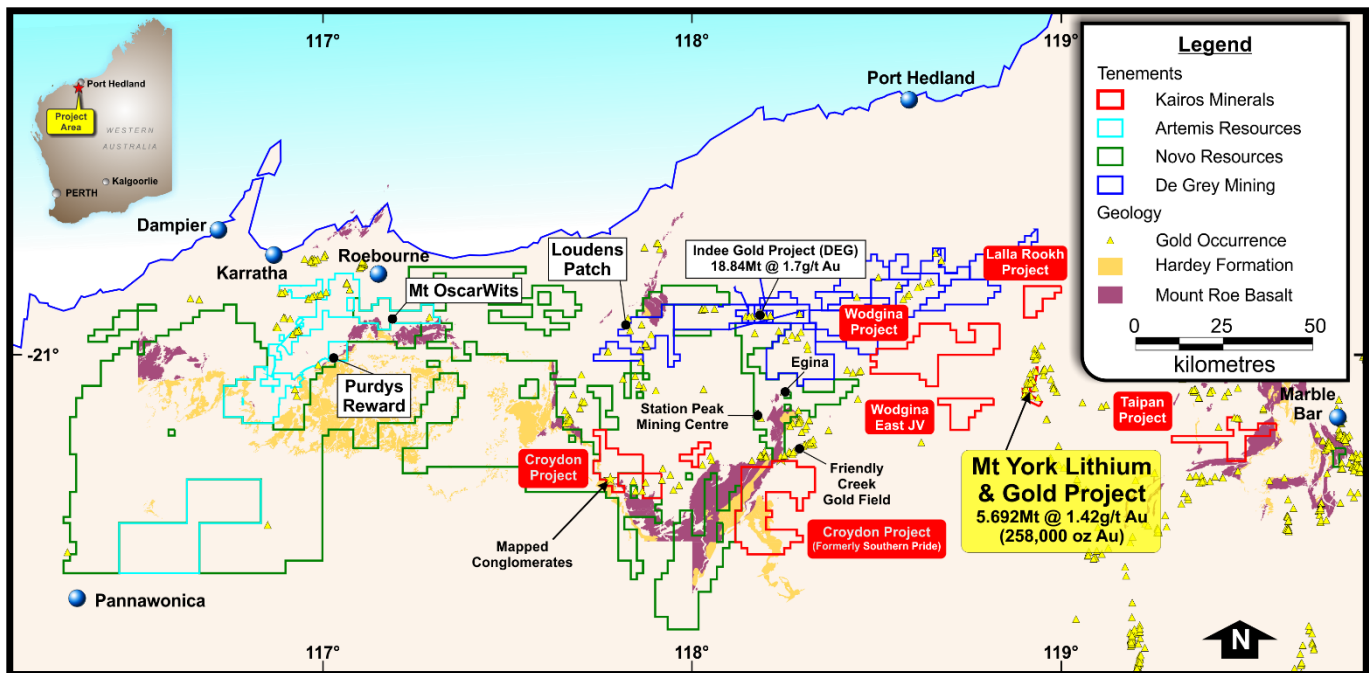 117°
118°
119°
Port Hedland
Project
Area
WESTERN
AUSTRALIA
PERTH
Kalgoorlie
Port Hedland
Legend
Tenements
Kairos Minerals
Artemis Resources
Novo Resources
De Grey Mining
Geology
Gold Occurrence
Hardey Formation
Mount Roe Basalt
0 25 50
kilometres
Dampier
Karratha
Roebourne
Mt OscarWits
Loudens
Patch
Indee Gold Project (DEG)
18.84Mt @ 1.7g/t Au
Lalla Rookh
Project
Wodgina
Project
-21°
Purdys
Reward
Egina
Station Peak
Mining Centre
Wodgina
East JV
Taipan
Project
Marble
Bar
Croydon
Project
Friendly
Creek
Gold Field
Mt York Lithium
& Gold Project
5.692Mt @ 1.42g/t Au
(258,000 oz Au)
Mapped
Conglomerates
Croydon Project
(Formerly Southern Pride)
Pannawonica
N
117°
118°
119°